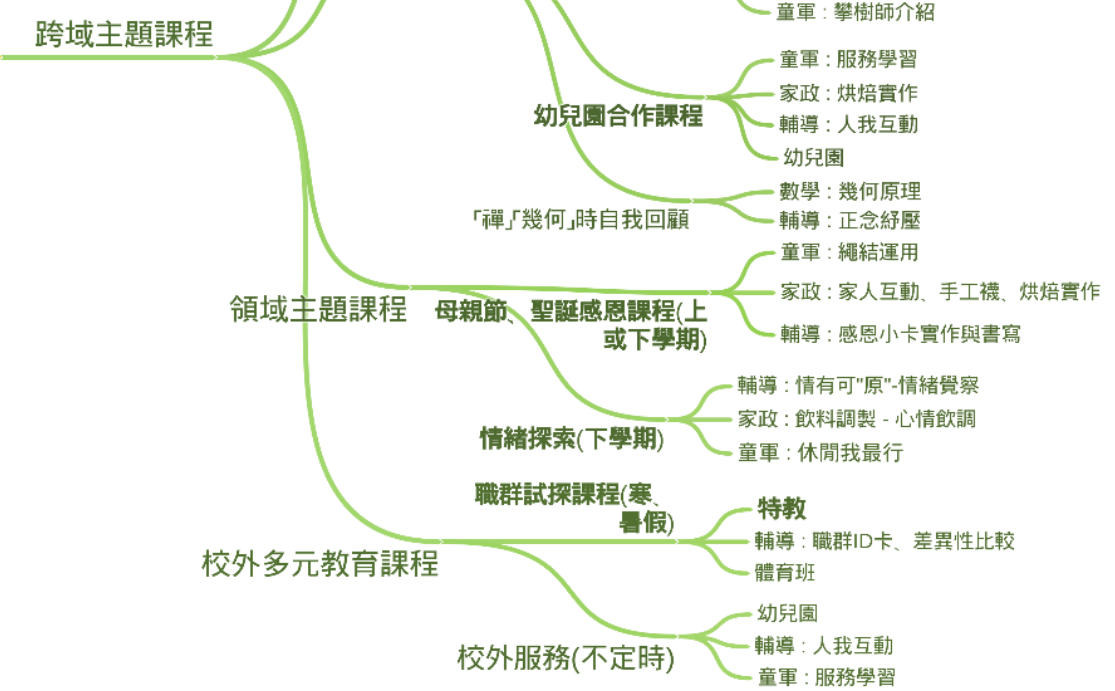 童軍 : 攀樹師介紹
跨域主題課程
童軍 : 服務學習
家政 : 烘焙實作
幼兒園合作課程
輔導 : 人我互動
幼兒園
數學 : 幾何原理
「禪」「幾何」時自我回顧
輔導 : 正念紓壓
童軍 : 繩結運用
家政 : 家人互動、手工襪、烘焙實作
領域主題課程
母親節、聖誕感恩課程(上
或下學期)
輔導 : 感恩小卡實作與書寫
輔導 : 情有可"原"-情緒覺察
家政 : 飲料調製 - 心情飲調
情緒探索(下學期)
童軍 : 休閒我最行
職群試探課程(寒、
暑假)
特教
輔導 : 職群ID卡、差異性比較
校外多元教育課程
體育班
幼兒園
輔導 : 人我互動
校外服務(不定時)
童軍 : 服務學習